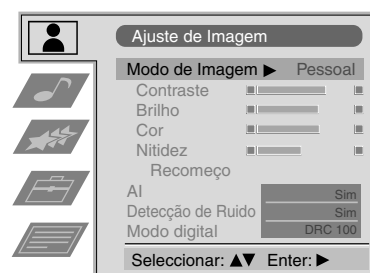 Ajuste de Imagem
Modo de Imagem ▶ Pessoal
Contraste
Brilho
Cor
Nitidez
Recomeço
AI Sim
Detecção de Ruido Sim
Modo digital DRC 100
Seleccionar: ▲▼ Enter: ▶